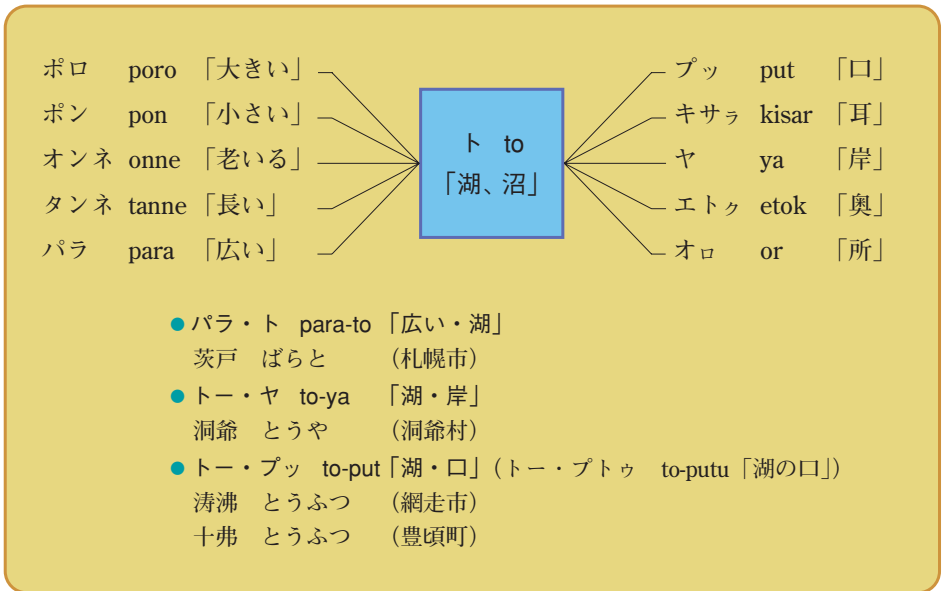 ポロ poro 「大きい」
ポン pon 「小さい」
オンネ onne 「老いる」
タンネ tanne 「長い」
パラ para 「広い」
ト to
「湖、沼」
プッ put 「口」
キサㇻ kisar 「耳」
ヤ ya 「岸」
エトㇰ etok 「奥」
オㇿ or 「所」
● パラ・ト para-to 「広い・湖」
茨戸 ばらと (札幌市)
● トー・ヤ to-ya 「湖・岸」
洞爺 とうや (洞爺村)
● トー・プッ to-put 「湖・口」(トー・プトゥ to-putu 「湖の口」)
涛沸 とうふつ (網走市)
十弗 とうふつ (豊頃町)